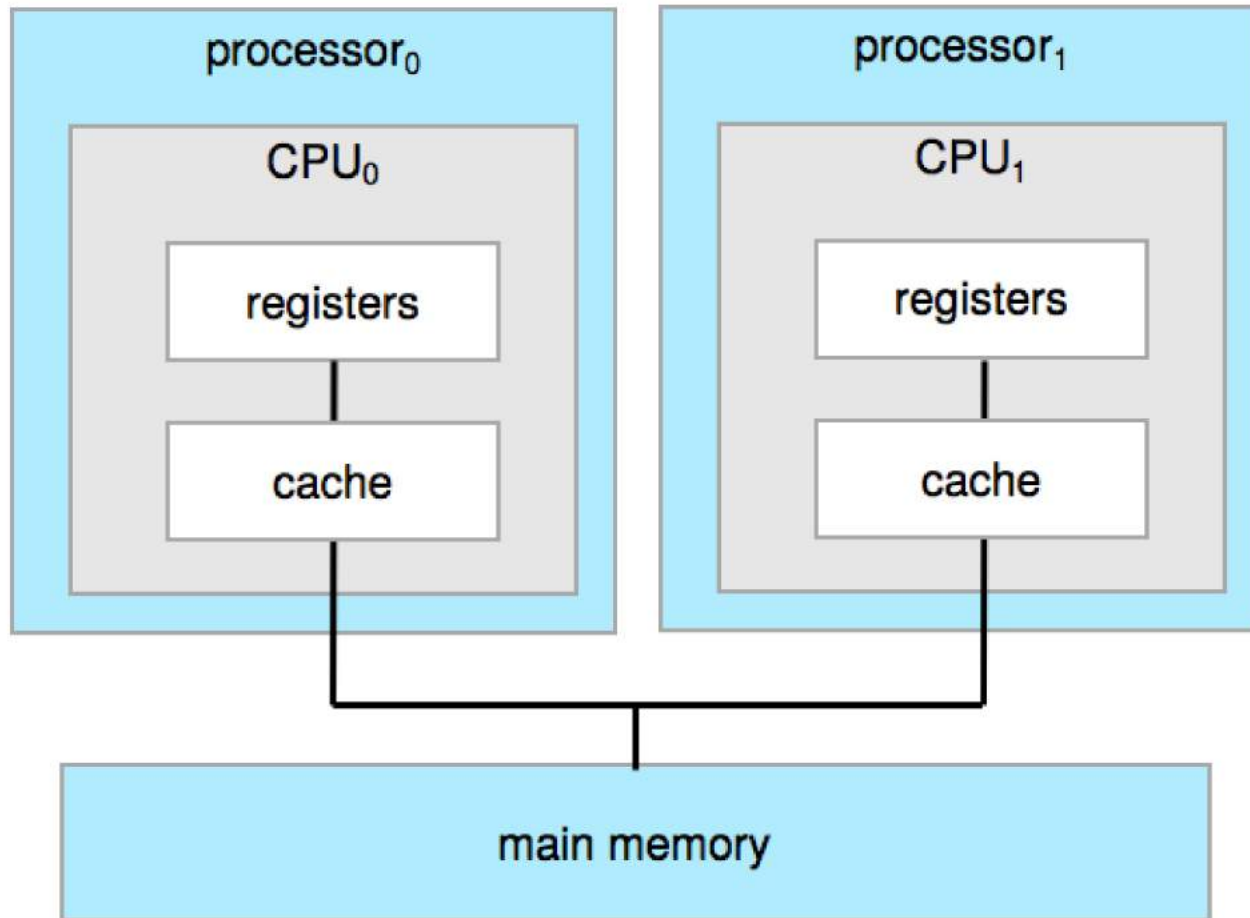 processor₀
CPU₀
registers
cache
processor₁
CPU₁
registers
cache
main memory